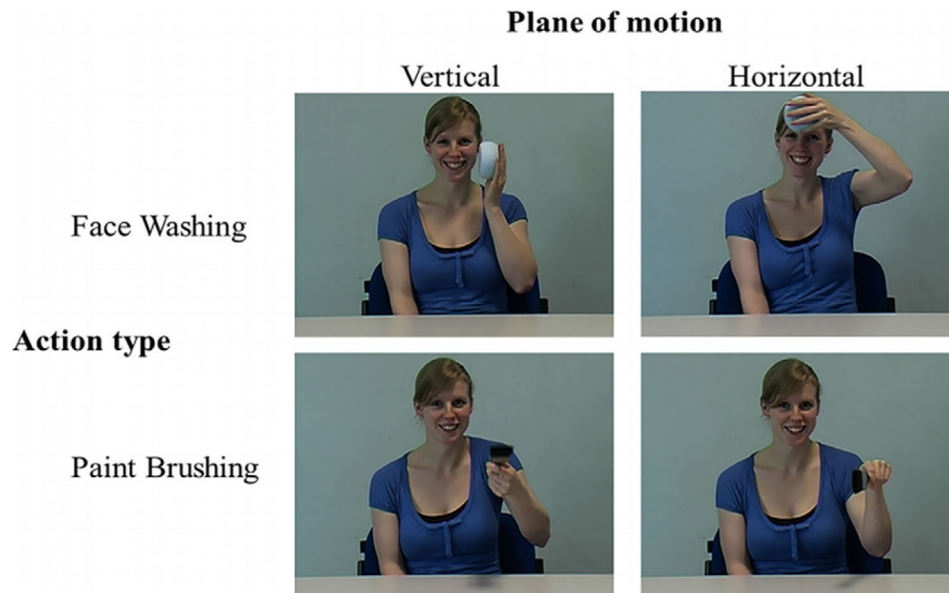 Plane of motion
Vertical Horizontal
Face Washing
Action type
Paint Brushing